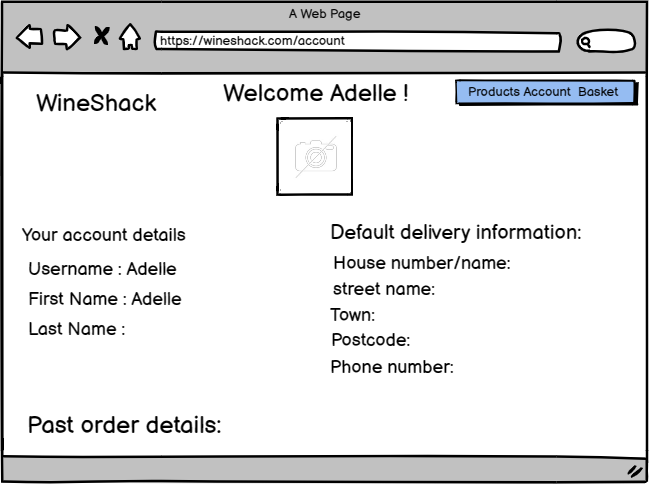 A Web Page
https://wineshack.com/account
WineShack
Welcome Adelle !
Products Account Basket
Your account details
Username : Adelle
First Name : Adelle
Last Name :
Default delivery information:
House number/name:
street name:
Town:
Postcode:
Phone number:
Past order details: